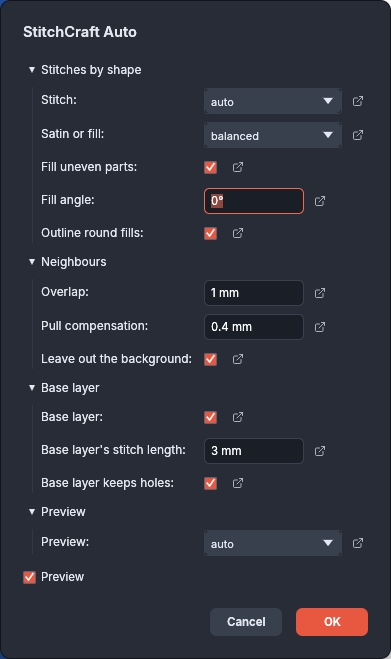 StitchCraft Auto
Stitches by shape
Stitch: auto
Satin or fill: balanced
Fill uneven parts:
Fill angle: 0°
Outline round fills:
Neighbours
Overlap: 1 mm
Pull compensation: 0.4 mm
Leave out the background:
Base layer
Base layer:
Base layer's stitch length: 3 mm
Base layer keeps holes:
Preview
Preview: auto
Preview
Cancel OK